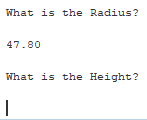 What is the Radius?
47.80
What is the Height?